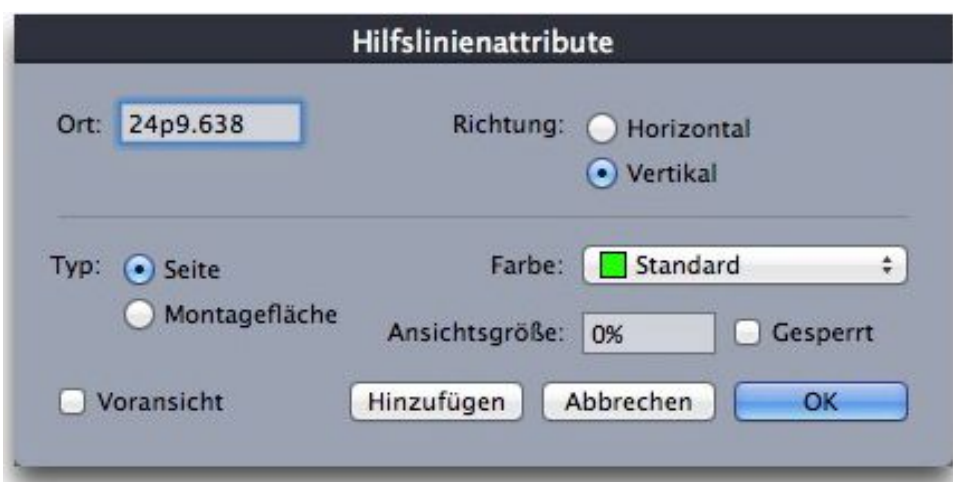 Hilfslinienattribute
Ort: 24p9.638
Richtung: Horizontal
Vertikal
Typ: Seite
Montagefläche
Farbe: Standard
Ansichtsgröße: 0% Gesperrt
Voransicht Hinzufügen Abbrechen OK